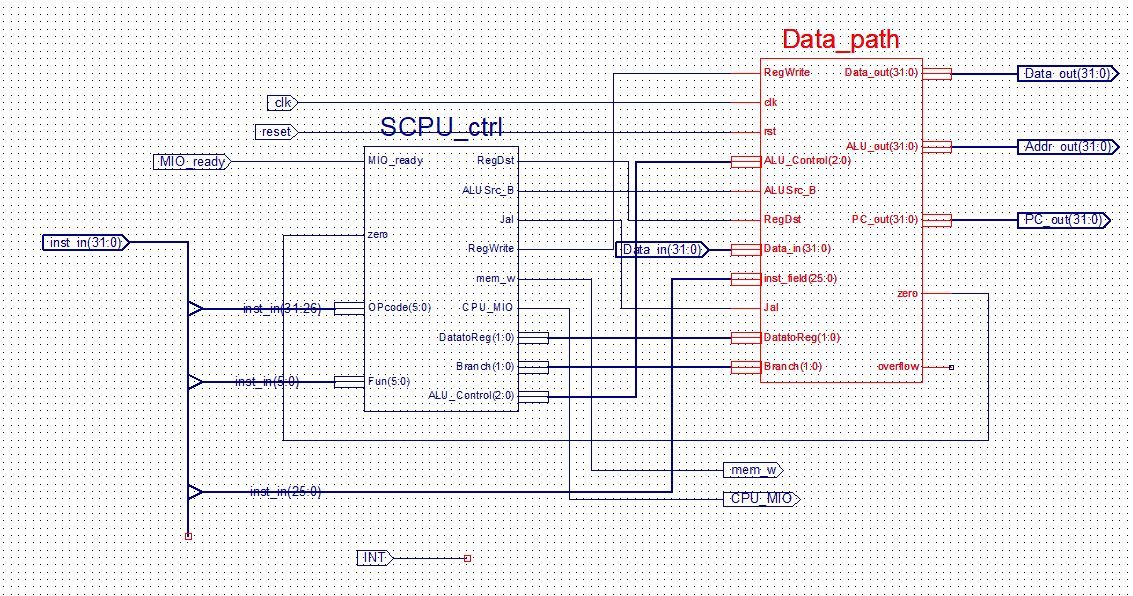 Data_path
RegWrite
Data_out(31:0)
Data_out(31:0)
clk
clk
reset
SCPU_ctrl
rst
MIO_ready
MIO_ready
RegDst
ALU_Control(2:0)
ALU_out(31:0)
Addr_out(31:0)
ALUSrc_B
ALUSrc_B
Jal
RegDst
PC_out(31:0)
PC_out(31:0)
inst_in(31:0)
zero
RegWrite
Data_in(31:0)
Data_in(31:0)
mem_w
inst_field(25:0)
zero
inst_in(31:26)
OPcode(5:0)
CPU_MIO
Jal
DatatoReg(1:0)
DatatoReg(1:0)
Branch(1:0)
Branch(1:0)
overflow
inst_in(5:0)
Fun(5:0)
ALU_Control(2:0)
mem_w
inst_in(25:0)
CPU_MIO
INT